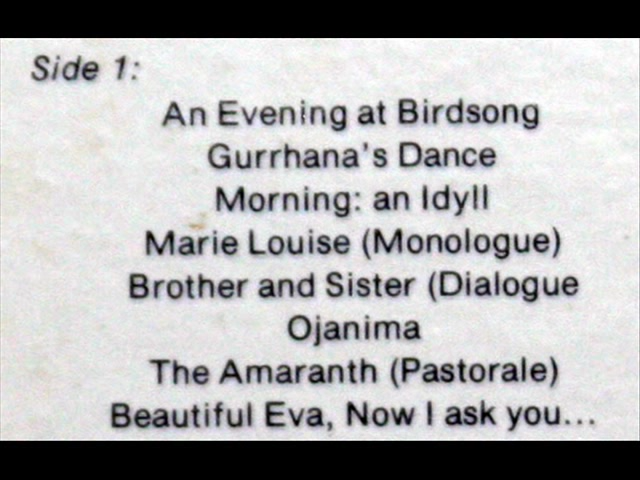 Side 1:
An Evening at Birdsong
Gurrhana's Dance
Morning: an Idyll
Marie Louise (Monologue)
Brother and Sister (Dialogue
Ojanima
The Amaranth (Pastorale)
Beautiful Eva, Now I ask you...